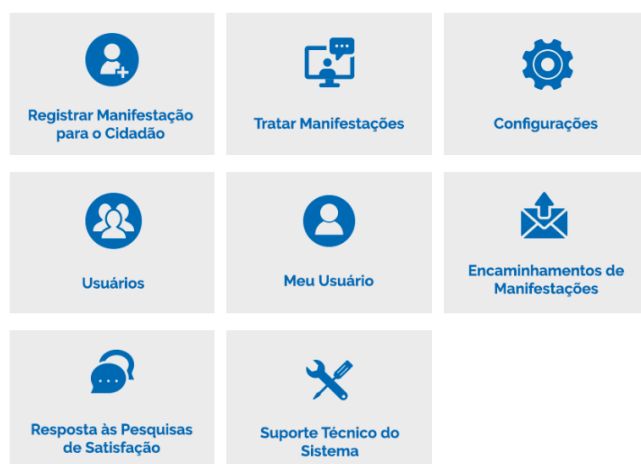 Registrar Manifestação
para o Cidadão
Tratar Manifestações
Configurações
Usuários
Meu Usuário
Encaminhamentos de
Manifestações
Resposta às Pesquisas
de Satisfação
Suporte Técnico do
Sistema